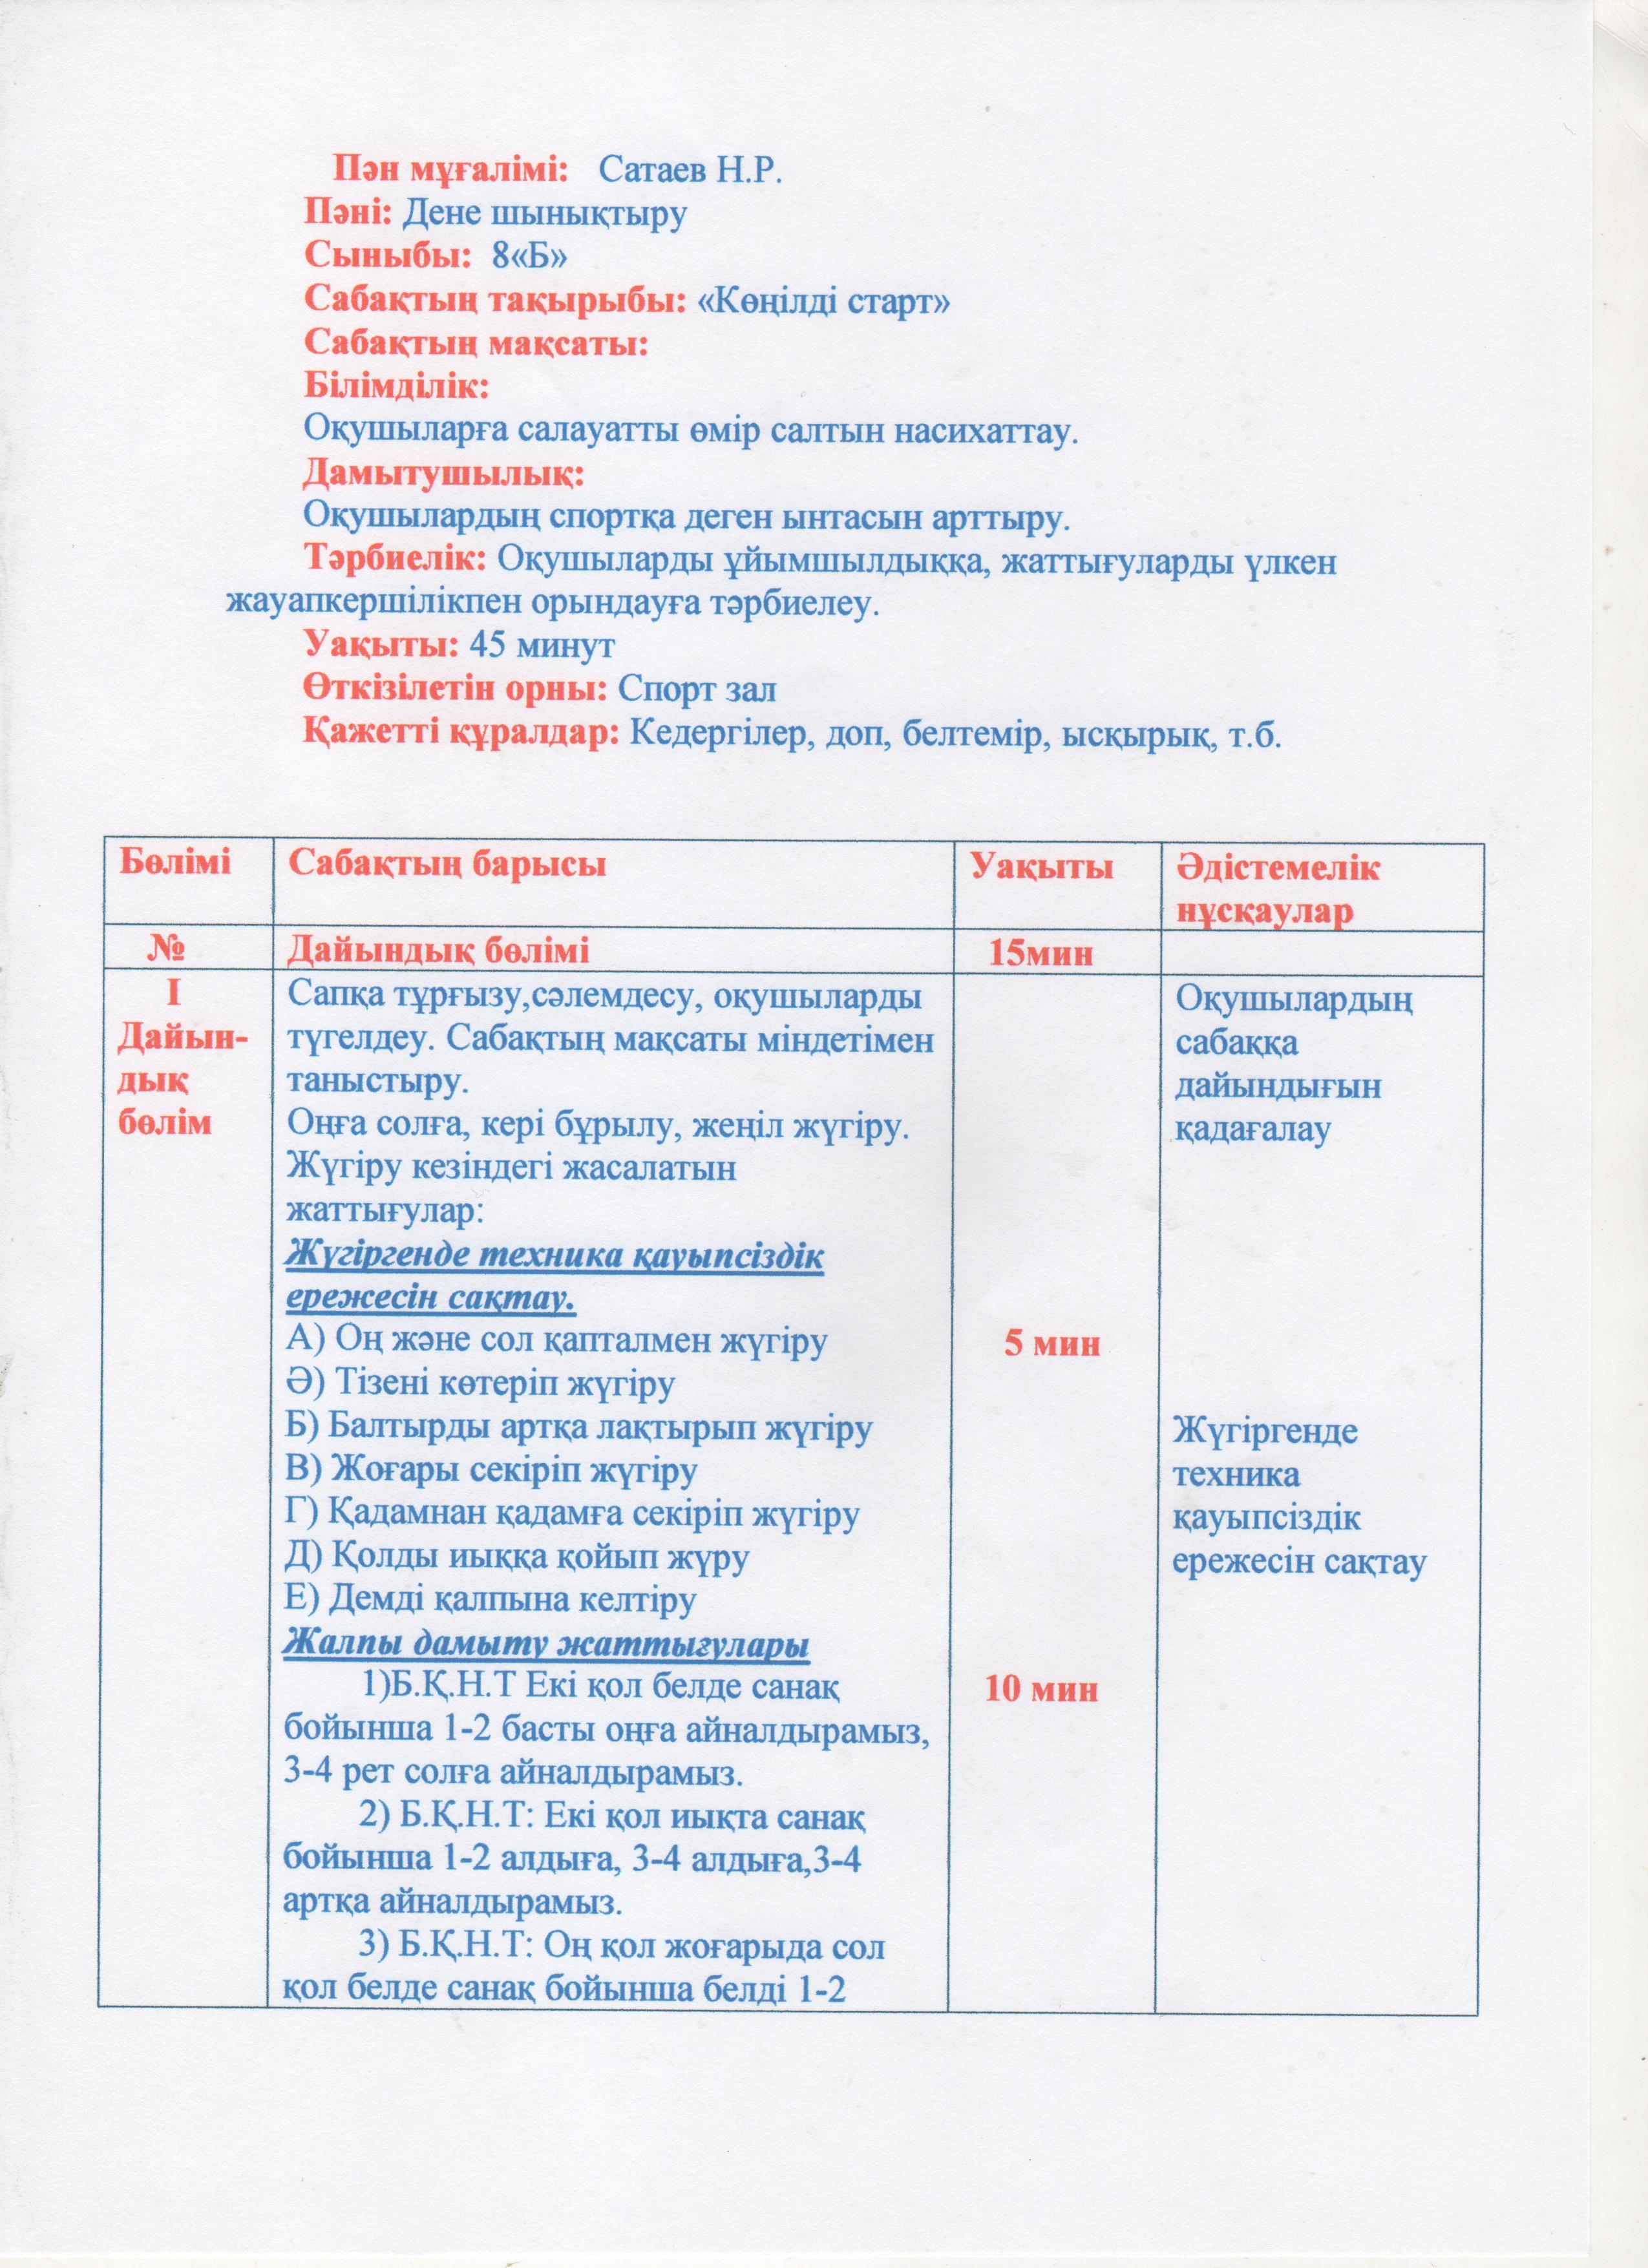 Пән мұғалімі: Сатаев Н.Р.
Пәні: Дене шынықтыру
Сыныбы: 8«Б»
Сабақтың тақырыбы: «Көңілді старт»
Сабақтың мақсаты:
Білімділік:
Оқушыларға салауатты өмір салтын насихаттау.
Дамытушылық:
Оқушылардың спортқа деген ынтасын арттыру.
Тәрбиелік: Оқушыларды ұйымшылдыққа, жаттығуларды үлкен
жауапкершілікпен орындауға тәрбиелеу.
Уақыты: 45 минут
Өткізілетін орны: Спорт зал
Қажетті құралдар: Кедергілер, доп, белтемір, ысқырық, т.б.
Бөлімі
Сабақтың барысы
Уақыты
Әдістемелік
нұсқаулар
№
Дайындық бөлімі
15мин
I
Дайын-
дық
бөлім
Сапқа тұрғызу,сәлемдесу, оқушыларды
түгелдеу. Сабақтың мақсаты міндетімен
таныстыру.
Оңға солға, кері бұрылу, жеңіл жүгіру.
Жүгіру кезіндегі жасалатын
жаттығулар:
Жүгіргенде техника қауыпсіздік
ережесін сақтау.
А) Оң және сол қапталмен жүгіру
Ә) Тізені көтеріп жүгіру
Б) Балтырды артқа лақтырып жүгіру
В) Жоғары секіріп жүгіру
Г) Қадамнан қадамға секіріп жүгіру
Д) Қолды иыққа қойып жүру
Е) Демді қалпына келтіру
Жалпы дамыту жаттығулары
1)Б.Қ.Н.Т Екі қол белде санақ
бойынша 1-2 басты оңға айналдырамыз,
3-4 рет солға айналдырамыз.
2) Б.Қ.Н.Т: Екі қол иықта санақ
бойынша 1-2 алдыға, 3-4 алдыға,3-4
артқа айналдырамыз.
3) Б.Қ.Н.Т: Оң қол жоғарыда сол
қол белде санақ бойынша белді 1-2
5 мин
10 мин
Оқушылардың
сабаққа
дайындығын
қадағалау
Жүгіргенде
техника
қауыпсіздік
ережесін сақтау